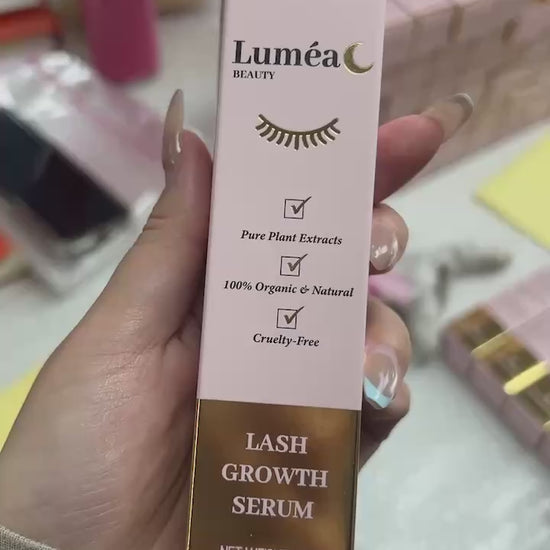 Luméa
BEAUTY
Pure Plant Extracts
100% Organic & Natural
Cruelty-Free
LASH
GROWTH
SERUM